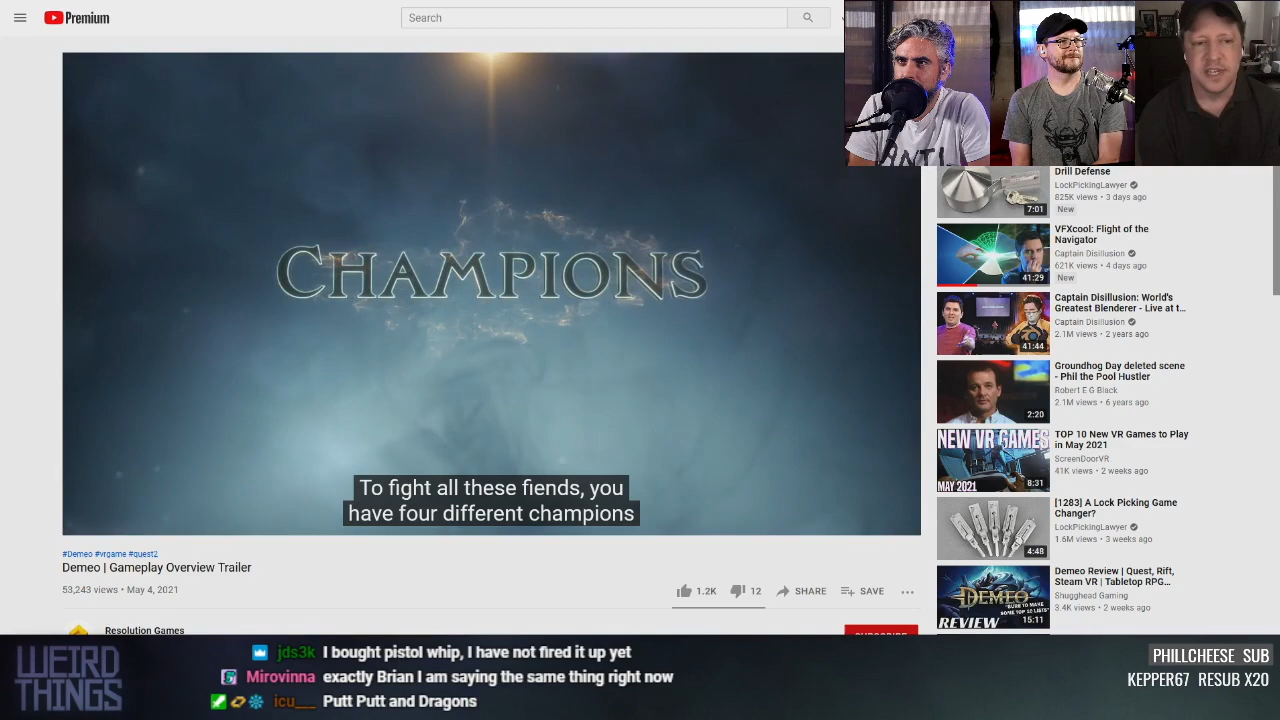 Premium
Search
CHAMPIONS
To fight all these fiends, you
have four different champions
#Demeo #vrgame #quest2
Demeo | Gameplay Overview Trailer
53,243 views • May 4, 2021
1.2K
12
SHARE
SAVE
Resolution Games
ANTI
Drill Defense
LockPickingLawyer
825K views • 3 days ago
New
7:01
VFXcool: Flight of the
Navigator
Captain Disillusion
621K views • 4 days ago
New
41:29
Captain Disillusion: World's
Greatest Blenderer - Live at t...
Captain Disillusion
2.1M views • 2 years ago
41:44
Groundhog Day deleted scene
- Phil the Pool Hustler
Robert E G Black
2.1M views • 6 years ago
2:20
NEW VR GAMES
MAY 2021
8:31
TOP 10 New VR Games to Play
in May 2021
ScreenDoorVR
41K views • 2 weeks ago
[1283] A Lock Picking Game
Changer?
LockPickingLawyer
1.6M views • 3 weeks ago
4:48
DEMEO
"SURE TO MAKE
SOME TOP 10 LISTS"
REVIEW
15:11
Demeo Review | Quest, Rift,
Steam VR | Tabletop RPG...
Shugghead Gaming
3.4K views • 2 weeks ago
WEIRD
THINGS
jds3k I bought pistol whip, I have not fired it up yet
Mirovinna exactly Brian I am saying the same thing right now
icu___ Putt Putt and Dragons
PHILLCHEESE SUB
KEPPER67 RESUB X20